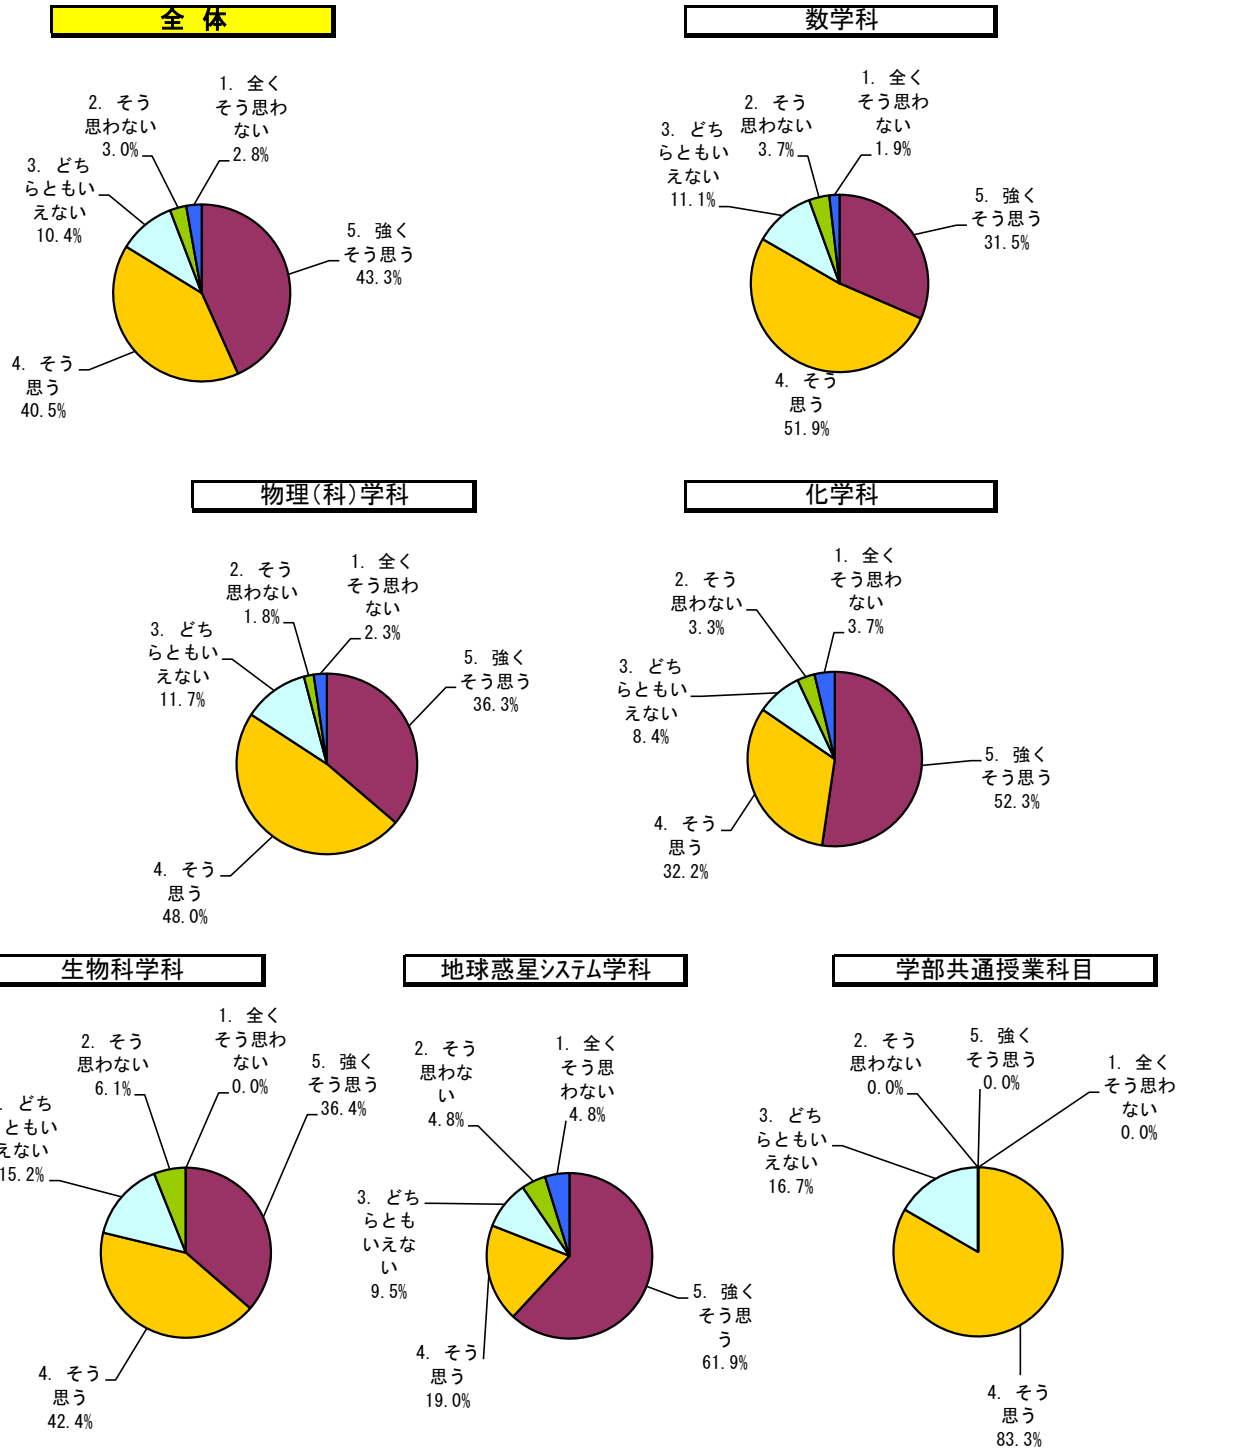 全 体
1. 全く
そう思わ
ない
2.8%
2. そう
思わない
3.0%
3. どち
らともい
えない
10.4%
5. 強く
そう思う
43.3%
4. そう
思う
40.5%
数学科
1. 全く
そう思わ
ない
1.9%
2. そう
思わない
3.7%
3. どち
らともい
えない
11.1%
5. 強く
そう思う
31.5%
4. そう
思う
51.9%
物理(科)学科
1. 全く
そう思わ
ない
2.3%
2. そう
思わない
1.8%
3. どち
らともい
えない
11.7%
5. 強く
そう思う
36.3%
4. そう
思う
48.0%
化学科
1. 全く
そう思わ
ない
3.7%
2. そう
思わない
3.3%
3. どち
らともい
えない
8.4%
5. 強く
そう思う
52.3%
4. そう
思う
32.2%
生物科学科
1. 全く
そう思わ
ない
0.0%
2. そう
思わない
6.1%
5. 強く
そう思う
36.4%
. どち
ともい
えない
15.2%
4. そう
思う
42.4%
地球惑星システム学科
1. 全く
そう思
わない
4.8%
2. そう
思わな
い
4.8%
3. どち
らとも
いえな
い
9.5%
5. 強く
そう思
う
61.9%
4. そう
思う
19.0%
学部共通授業科目
2. そう
思わない
0.0%
5. 強く
そう思う
0.0%
1. 全く
そう思わ
ない
0.0%
3. どち
らともい
えない
16.7%
4. そう
思う
83.3%